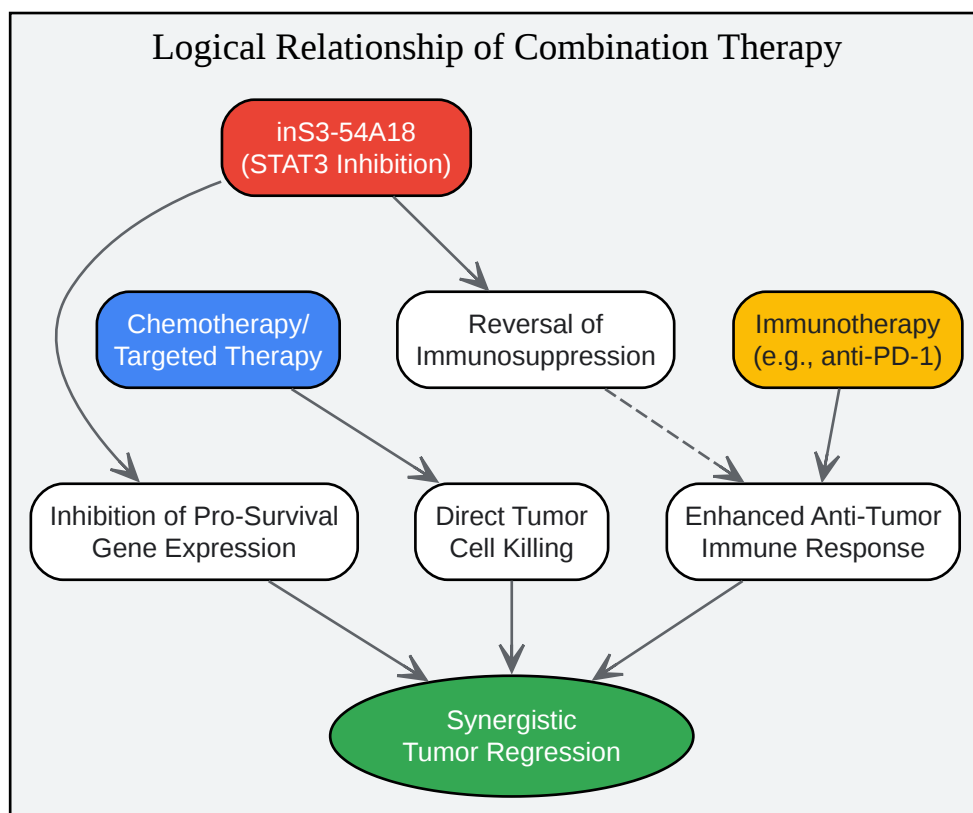 Logical Relationship of Combination Therapy
inS3-54A18
(STAT3 Inhibition)
Chemotherapy/
Targeted Therapy
Reversal of
Immunosuppression
Immunotherapy
(e.g., anti-PD-1)
Inhibition of Pro-Survival
Gene Expression
Direct Tumor
Cell Killing
Enhanced Anti-Tumor
Immune Response
Synergistic
Tumor Regression